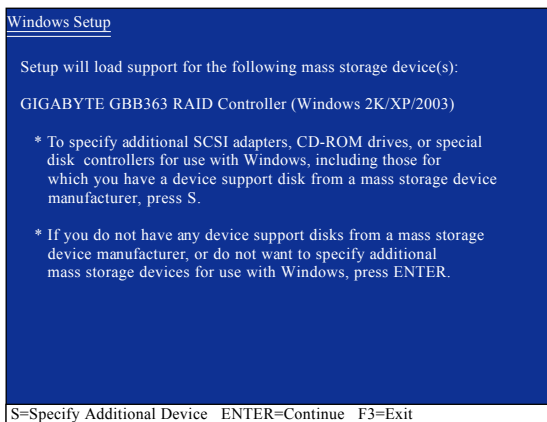 Windows Setup
Setup will load support for the following mass storage device(s):
GIGABYTE GBB363 RAID Controller (Windows 2K/XP/2003)
* To specify additional SCSI adapters, CD-ROM drives, or special
disk controllers for use with Windows, including those for
which you have a device support disk from a mass storage device
manufacturer, press S.
* If you do not have any device support disks from a mass storage
device manufacturer, or do not want to specify additional
mass storage devices for use with Windows, press ENTER.
S=Specify Additional Device ENTER=Continue F3=Exit